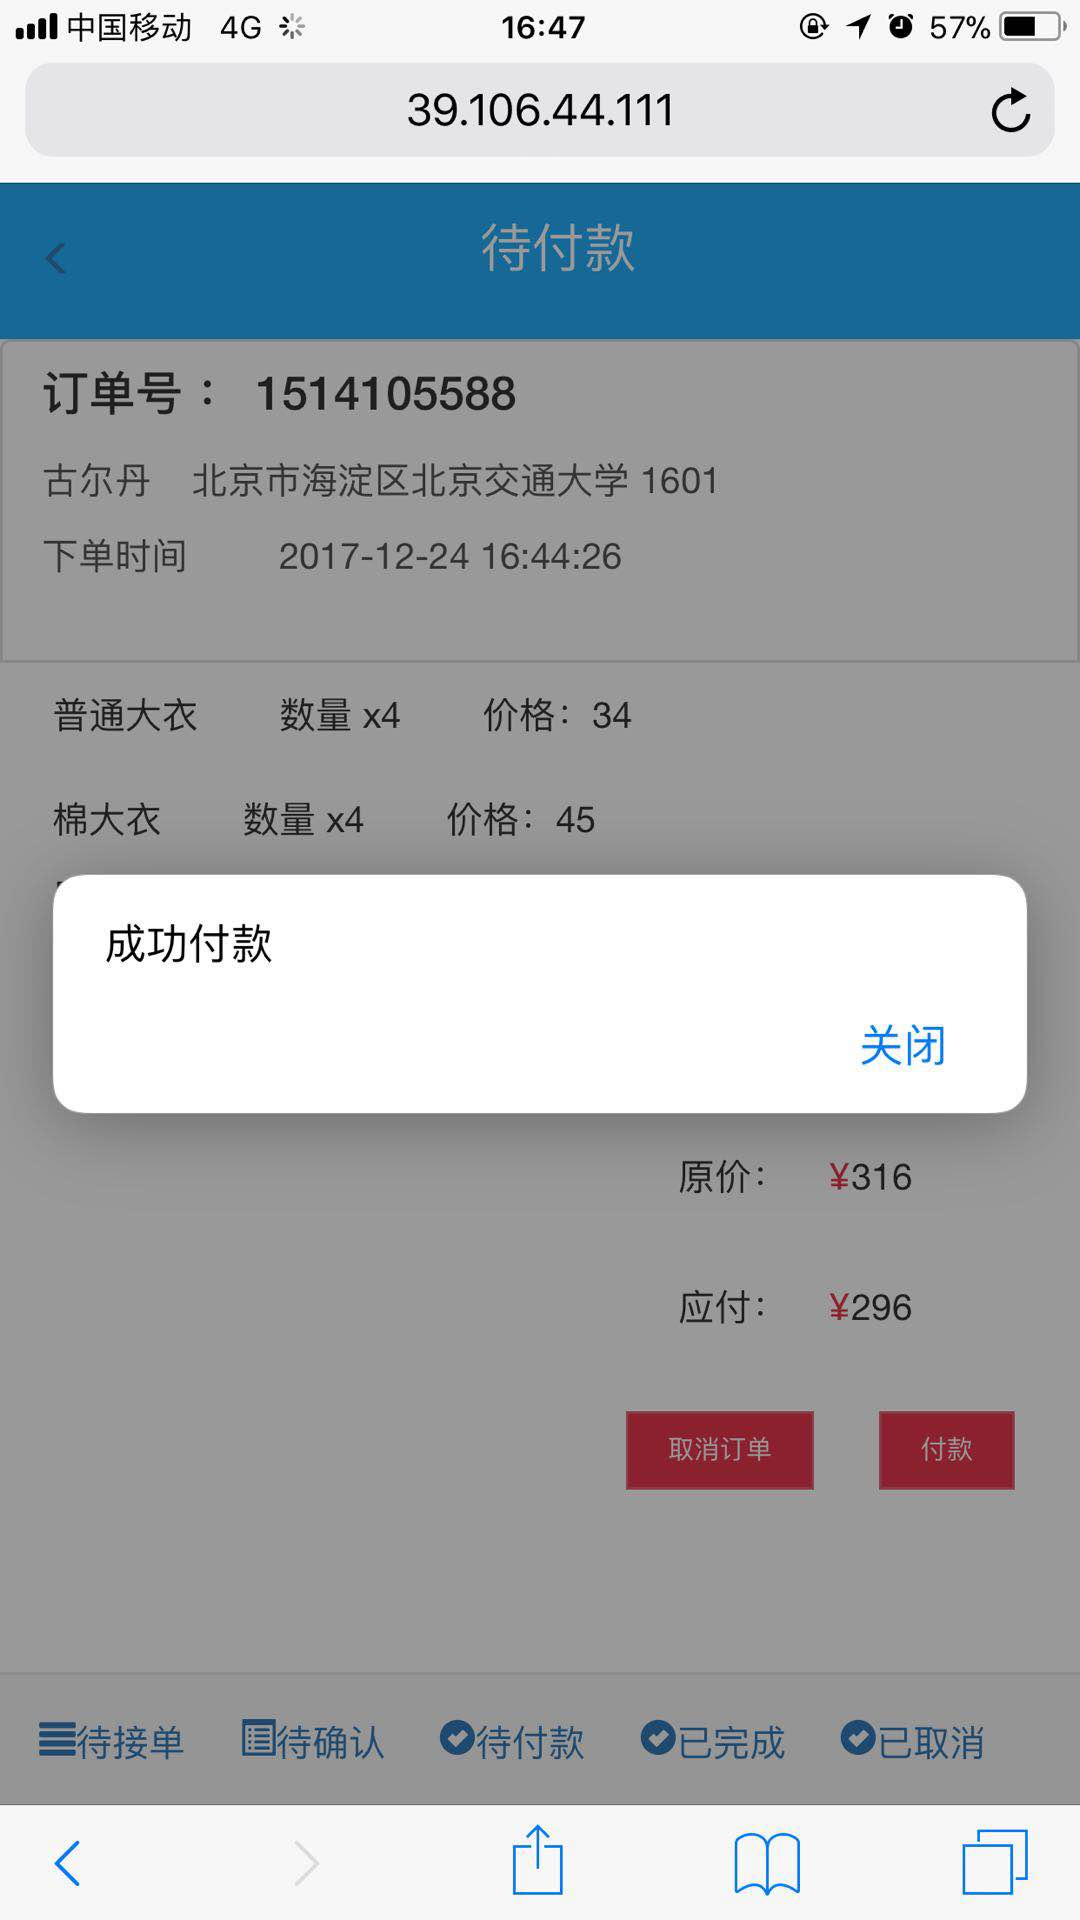 中国移动 4G 16:47 57%
39.106.44.111
待付款
订单号： 1514105588
古尔丹 北京市海淀区北京交通大学 1601
下单时间 2017-12-24 16:44:26
普通大衣 数量 x4 价格：34
棉大衣 数量 x4 价格：45
成功付款
关闭
原价： ¥316
应付： ¥296
取消订单 付款
待接单 待确认 待付款 已完成 已取消